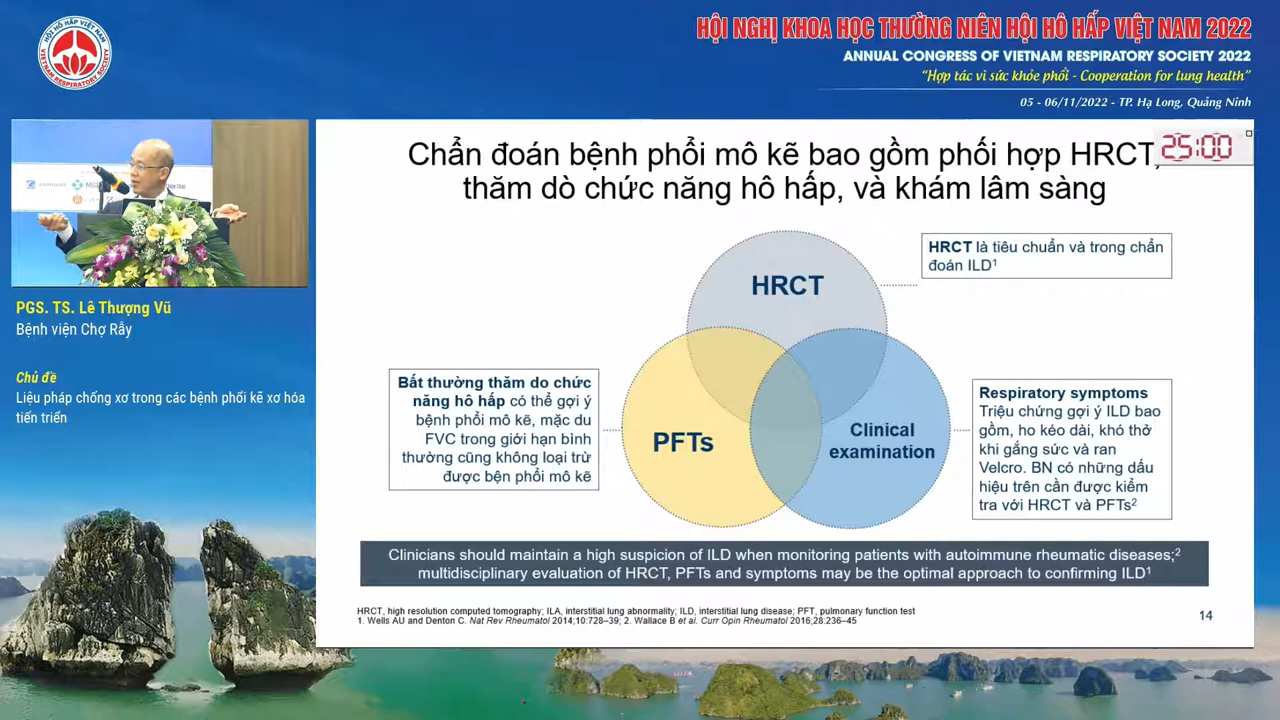 HỘI HÔ HẤP VIỆT NAM
VIETNAM RESPIRATORY SOCIETY
HỘI NGHỊ KHOA HỌC THƯỜNG NIÊN HỘI HÔ HẤP VIỆT NAM 2022
ANNUAL CONGRESS OF VIETNAM RESPIRATORY SOCIETY 2022
“Hợp tác vì sức khỏe phổi - Cooperation for lung health”
05 - 06/11/2022 - TP. Hạ Long, Quảng Ninh
PGS. TS. Lê Thượng Vũ
Bệnh viện Chợ Rẫy
Chủ đề
Liệu pháp chống xơ trong các bệnh phổi kẽ xơ hóa
tiến triển
25:00
Chẩn đoán bệnh phổi mô kẽ bao gồm phối hợp HRCT,
thăm dò chức năng hô hấp, và khám lâm sàng
HRCT
HRCT là tiêu chuẩn và trong chẩn
đoán ILD1
Bất thường thăm do chức
năng hô hấp có thể gợi ý
bệnh phổi mô kẽ, mặc du
FVC trong giới hạn bình
thường cũng không loại trừ
được bện phổi mô kẽ
PFTs
Clinical
examination
Respiratory symptoms
Triệu chứng gợi ý ILD bao
gồm, ho kéo dài, khó thở
khi gắng sức và ran
Velcro. BN có những dấu
hiệu trên cần được kiểm
tra với HRCT và PFTs2
Clinicians should maintain a high suspicion of ILD when monitoring patients with autoimmune rheumatic diseases;2
multidisciplinary evaluation of HRCT, PFTs and symptoms may be the optimal approach to confirming ILD1
HRCT, high resolution computed tomography; ILA, interstitial lung abnormality; ILD, interstitial lung disease; PFT, pulmonary function test
1. Wells AU and Denton C. Nat Rev Rheumatol 2014;10:728–39; 2. Wallace B et al. Curr Opin Rheumatol 2016;28:236–45
14